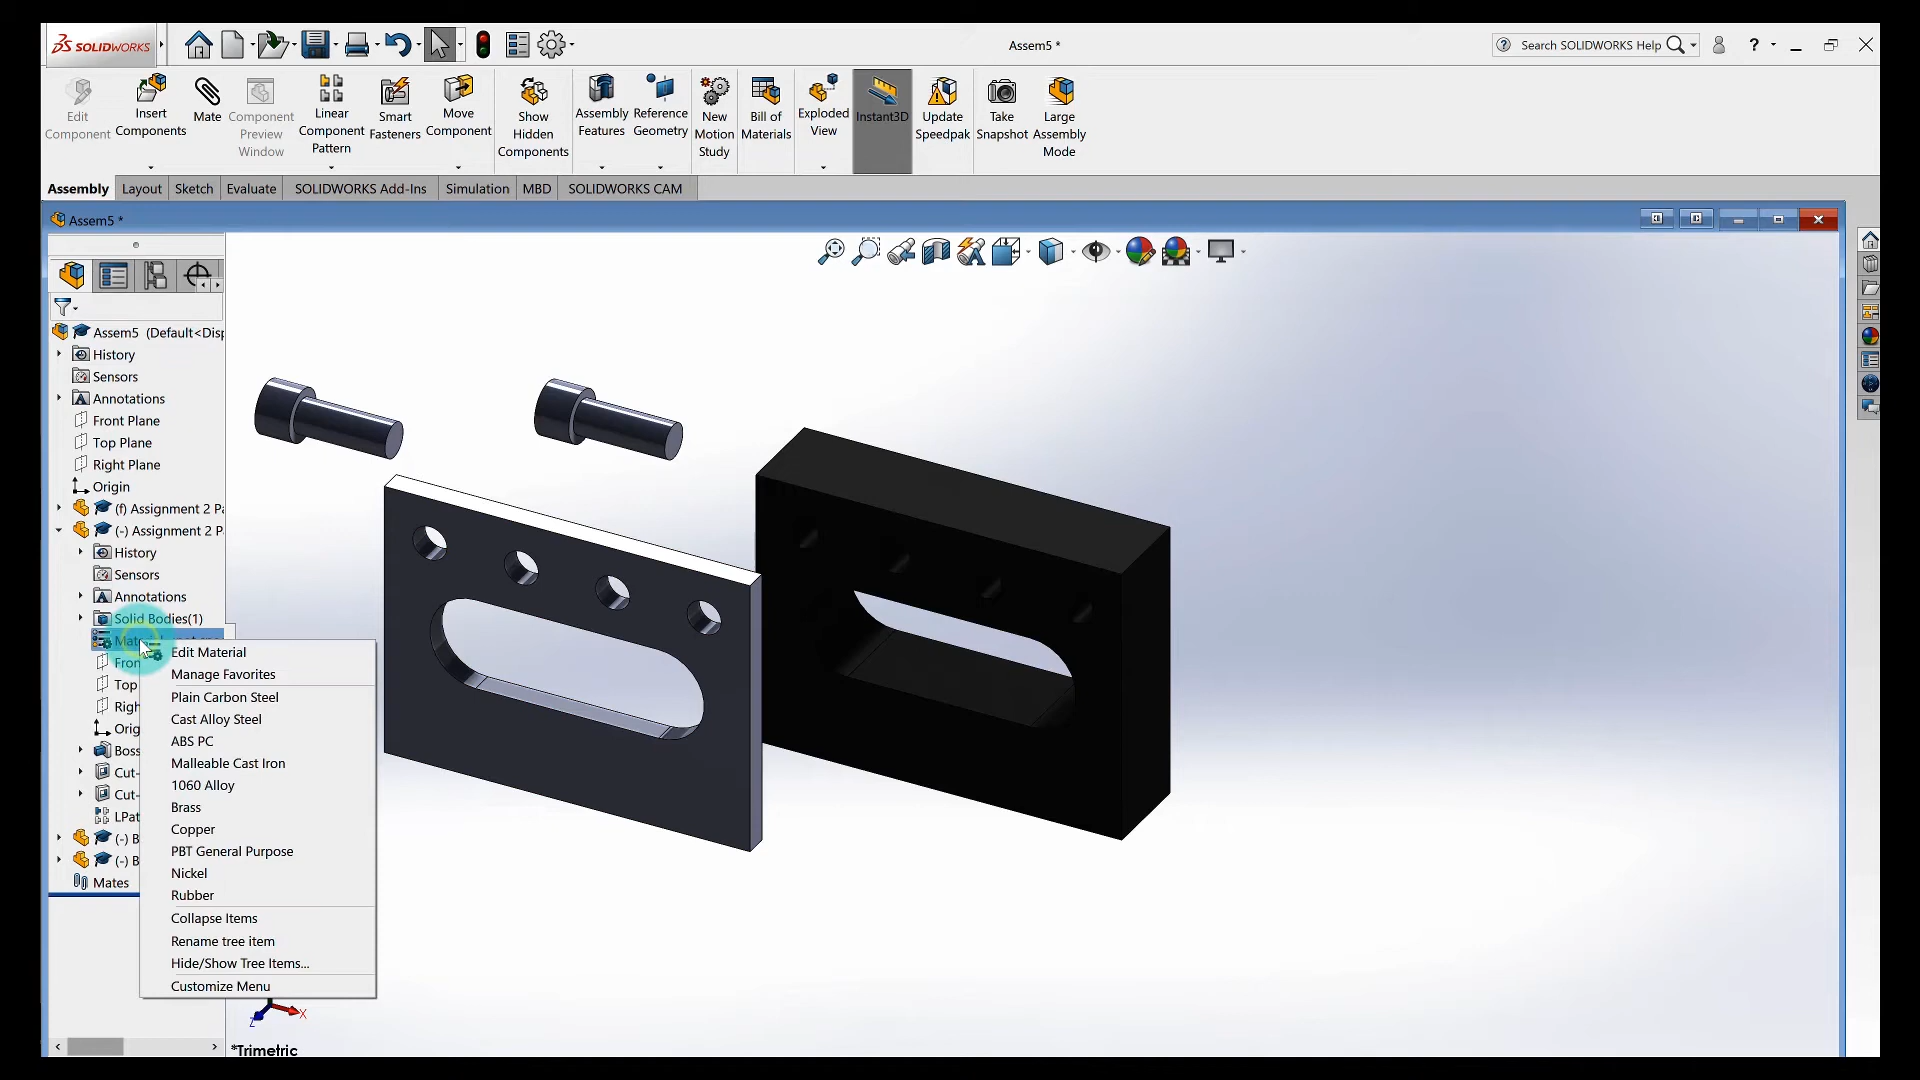 SOLIDWORKS
Assem5 *
Search SOLIDWORKS Help
Edit Component
Insert Components
Mate
Component Preview Window
Linear Component Pattern
Smart Fasteners
Move Component
Show Hidden Components
Assembly Features
Reference Geometry
New Motion Study
Bill of Materials
Exploded View
Instant3D
Update Speedpak
Take Snapshot
Large Assembly Mode
Assembly
Layout
Sketch
Evaluate
SOLIDWORKS Add-Ins
Simulation
MBD
SOLIDWORKS CAM
Assem5 *
Assem5 (Default<Disp
History
Sensors
Annotations
Front Plane
Top Plane
Right Plane
Origin
(f) Assignment 2 Pa
(-) Assignment 2 P
History
Sensors
Annotations
Solid Bodies(1)
Mat
Fron
Top
Righ
Orig
Boss
Cut-
Cut-
LPat
(-) B
(-) B
Mates
Edit Material
Manage Favorites
Plain Carbon Steel
Cast Alloy Steel
ABS PC
Malleable Cast Iron
1060 Alloy
Brass
Copper
PBT General Purpose
Nickel
Rubber
Collapse Items
Rename tree item
Hide/Show Tree Items...
Customize Menu
Z
X
*Trimetric